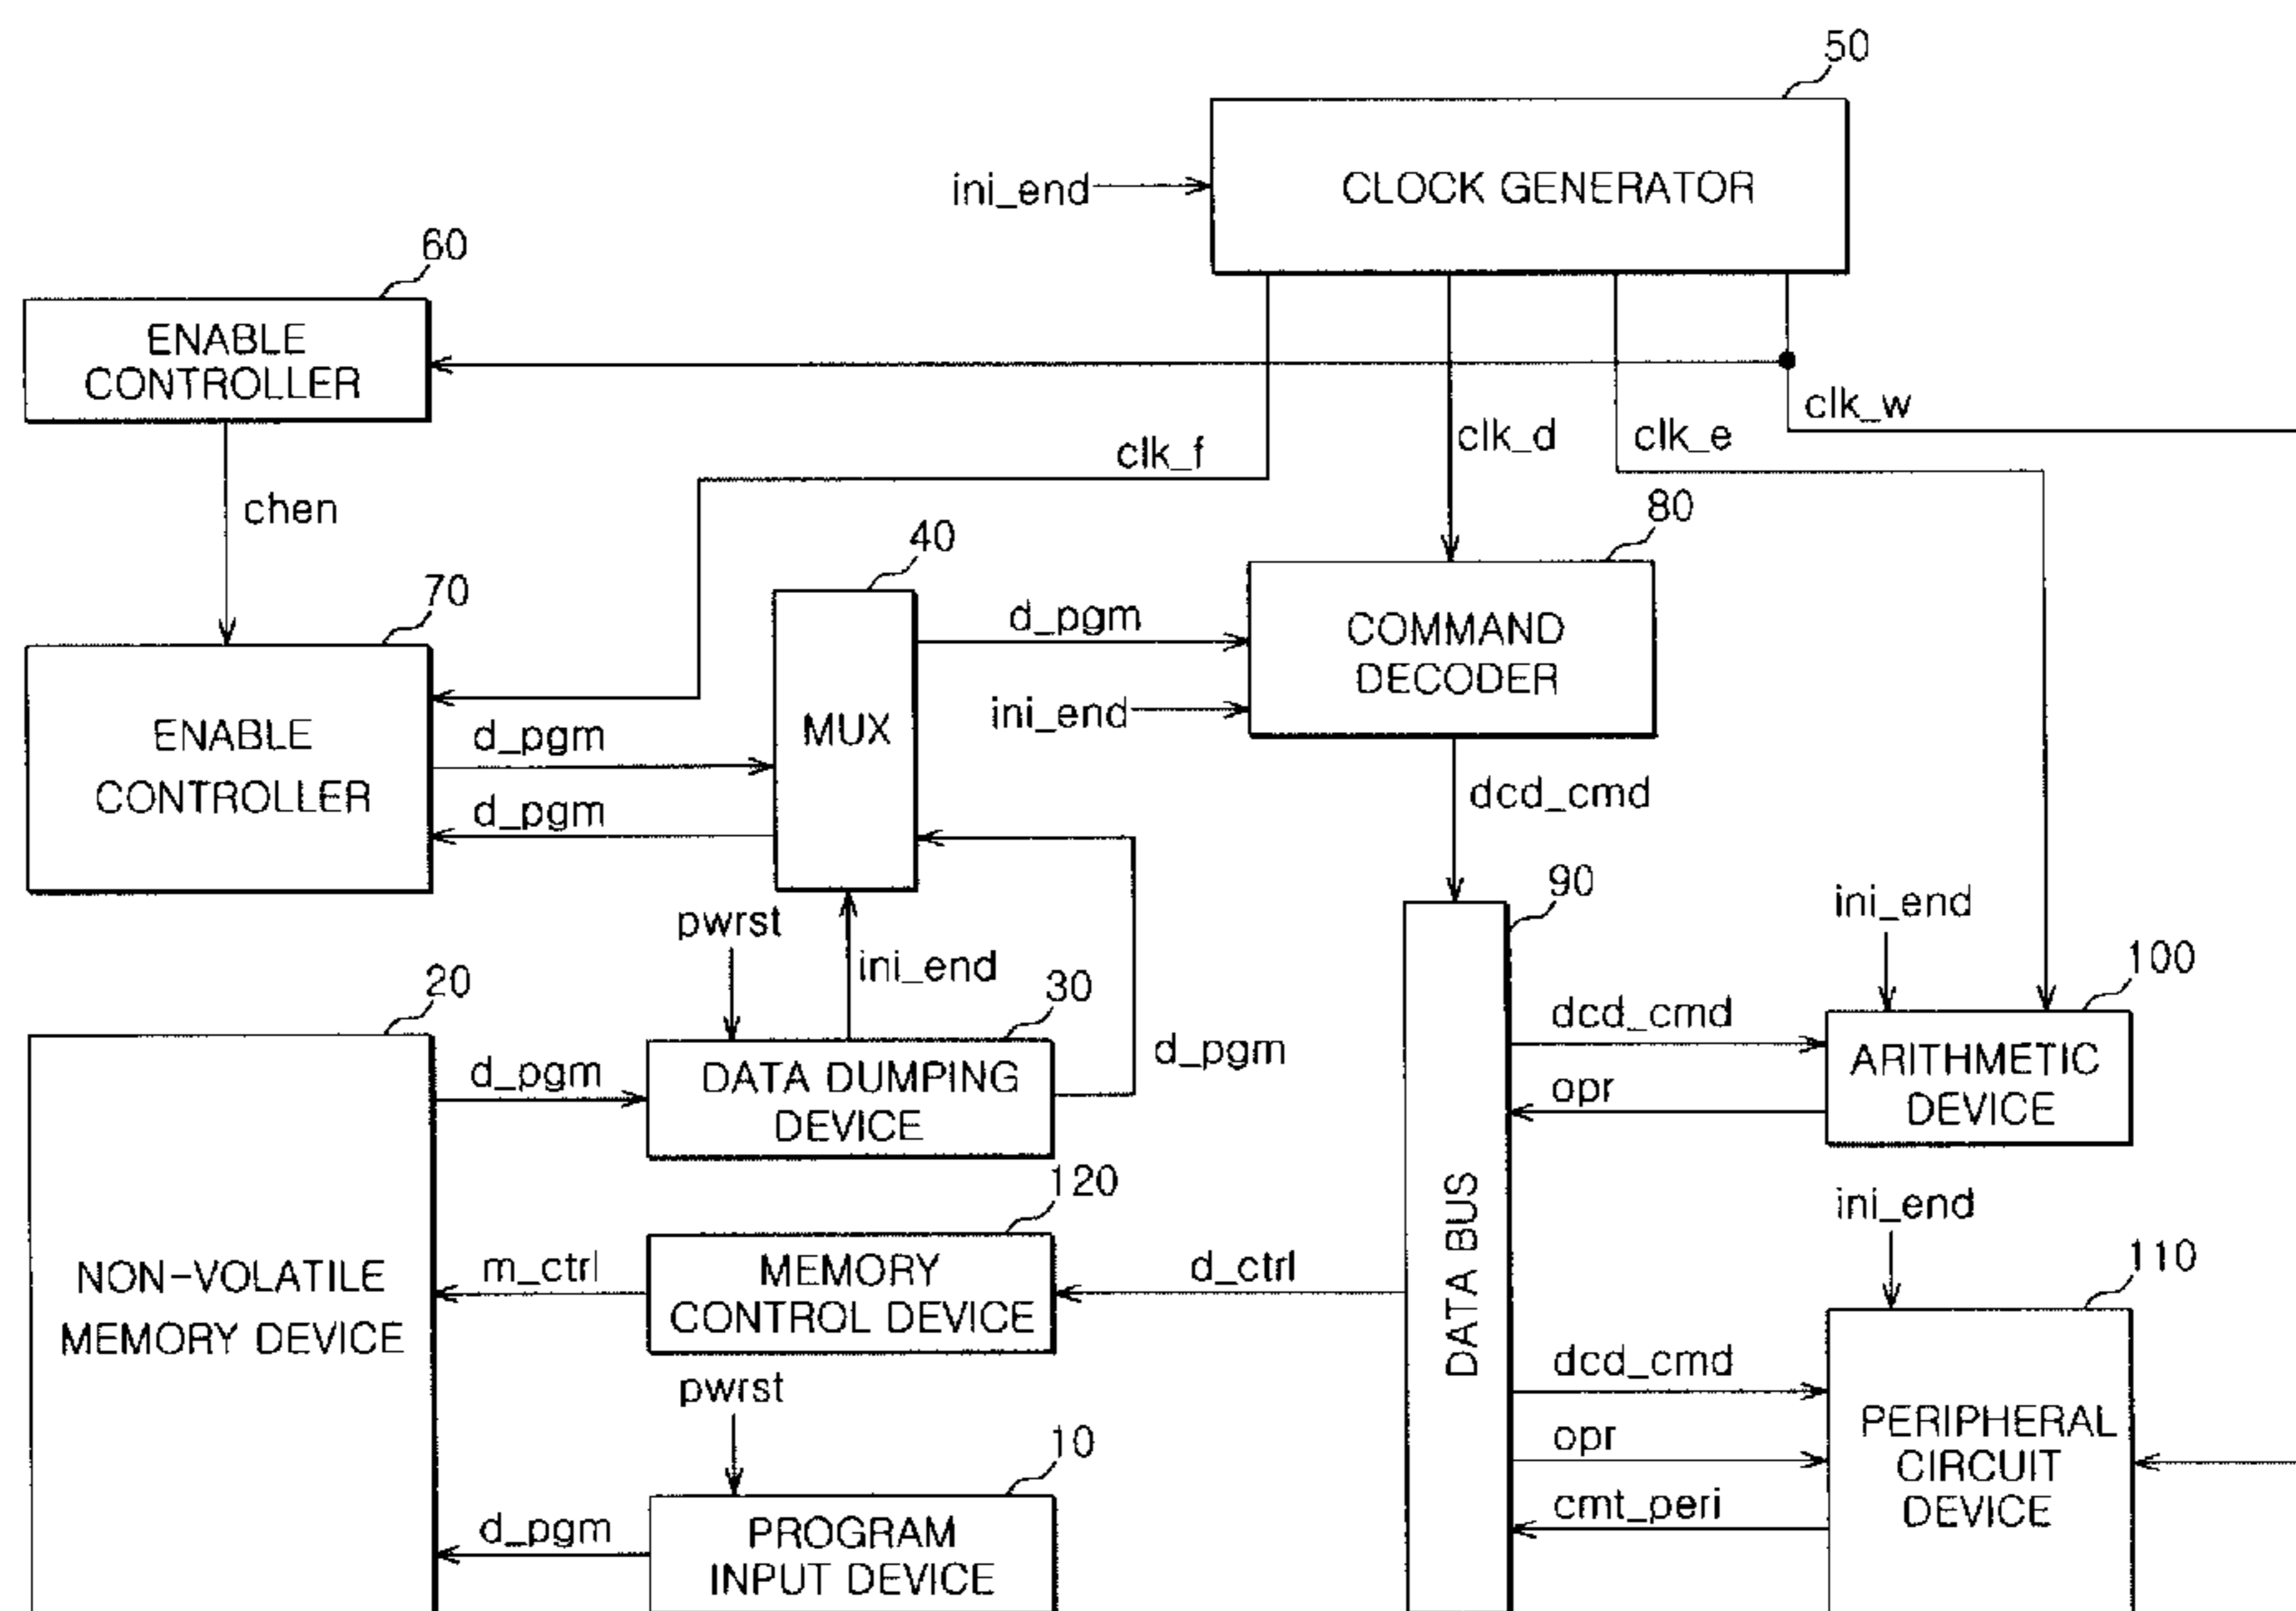 50
ini_end
CLOCK GENERATOR
60
ENABLE
CONTROLLER
clk_w
clk_f
clk_d
clk_e
chen
40
80
70
d_pgm
COMMAND
DECODER
ini_end
MUX
ENABLE
CONTROLLER
d_pgm
d_pgm
dcd_cmd
90
pwrst
ini_end
ini_end
20
30
100
d_pgm
DATA DUMPING
DEVICE
d_pgm
dcd_cmd
opr
ARITHMETIC
DEVICE
120
DATA BUS
ini_end
NON-VOLATILE
MEMORY DEVICE
m_ctrl
MEMORY
CONTROL DEVICE
d_ctrl
110
pwrst
dcd_cmd
opr
cmt_peri
PERIPHERAL
CIRCUIT
DEVICE
10
d_pgm
PROGRAM
INPUT DEVICE